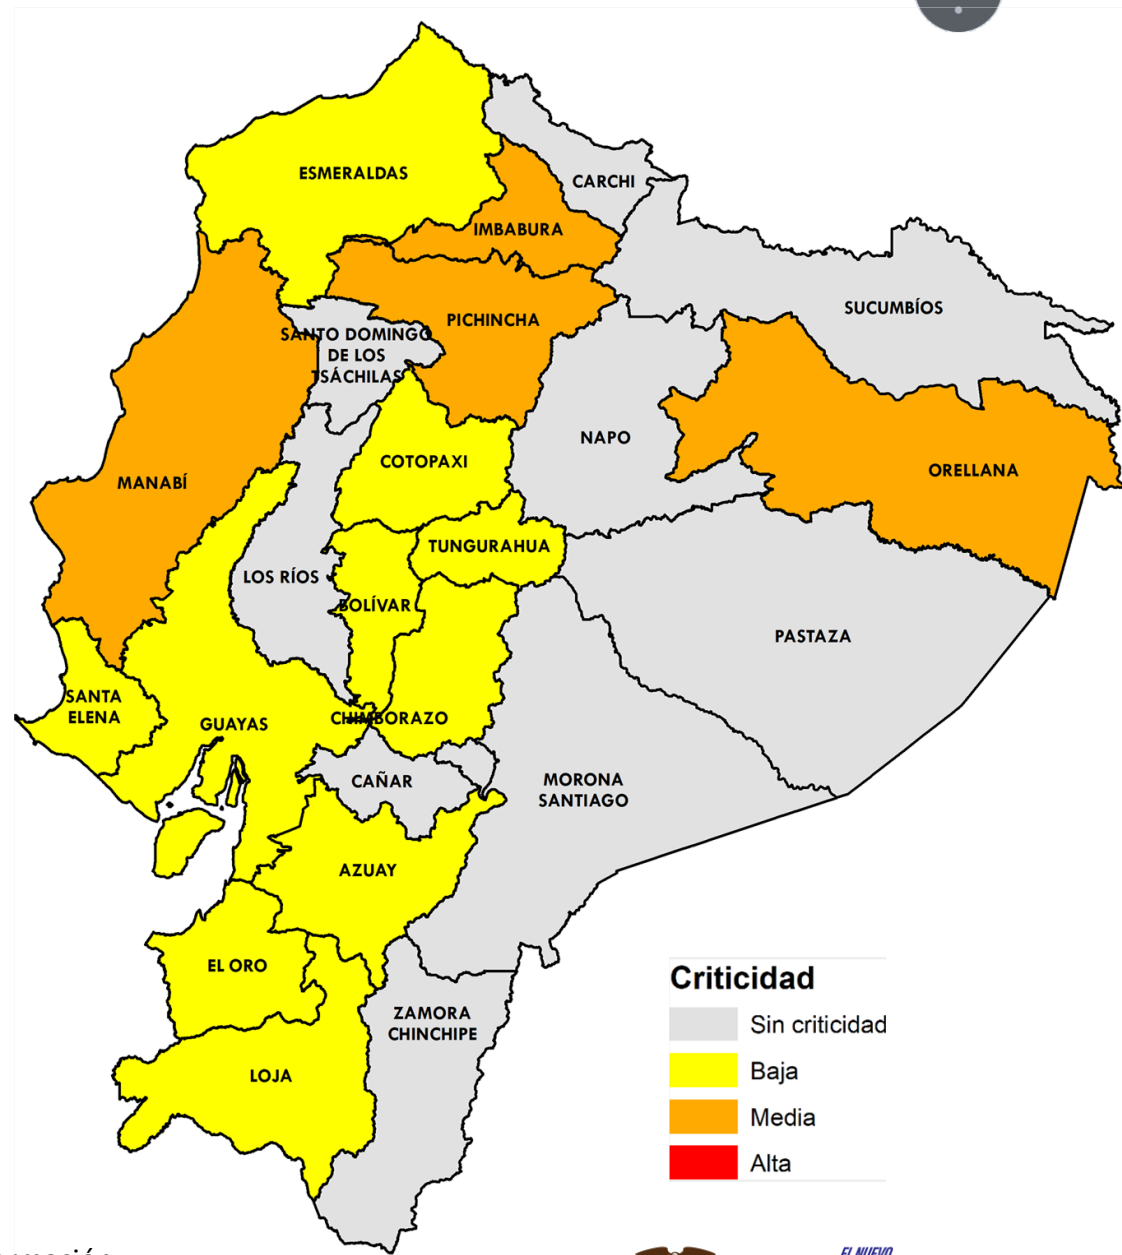 ESMERALDAS
CARCHI
IMBABURA
SUCUMBÍOS
PICHINCHA
SANTO DOMINGO
DE LOS
TSÁCHILAS
NAPO
COTOPAXI
ORELLANA
MANABÍ
TUNGURAHUA
LOS RÍOS
BOLÍVAR
PASTAZA
SANTA
ELENA
GUAYAS
CHIMBORAZO
CAÑAR
MORONA
SANTIAGO
AZUAY
EL ORO
ZAMORA
CHINCHIPE
LOJA
Criticidad
Sin criticidad
Baja
Media
Alta
EL NUEVO